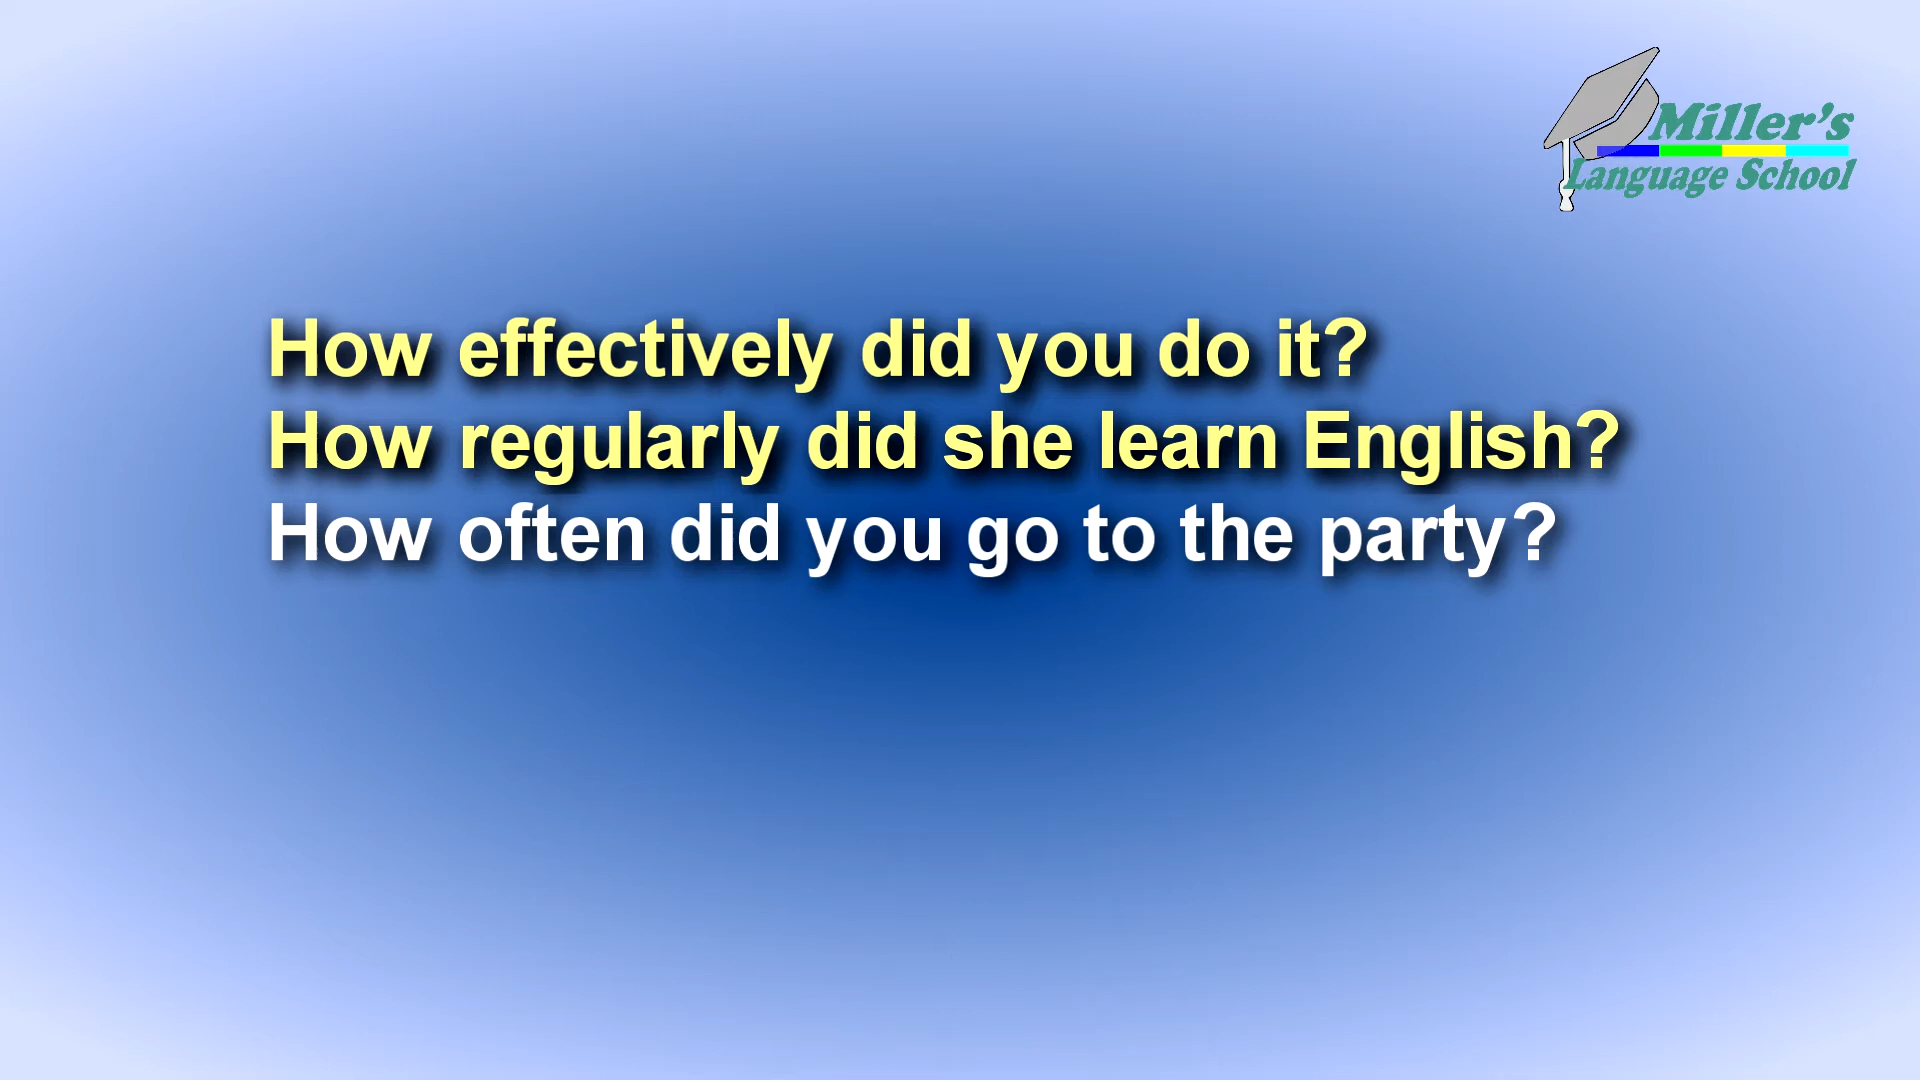 Miller's
Language School
How effectively did you do it?
How regularly did she learn English?
How often did you go to the party?